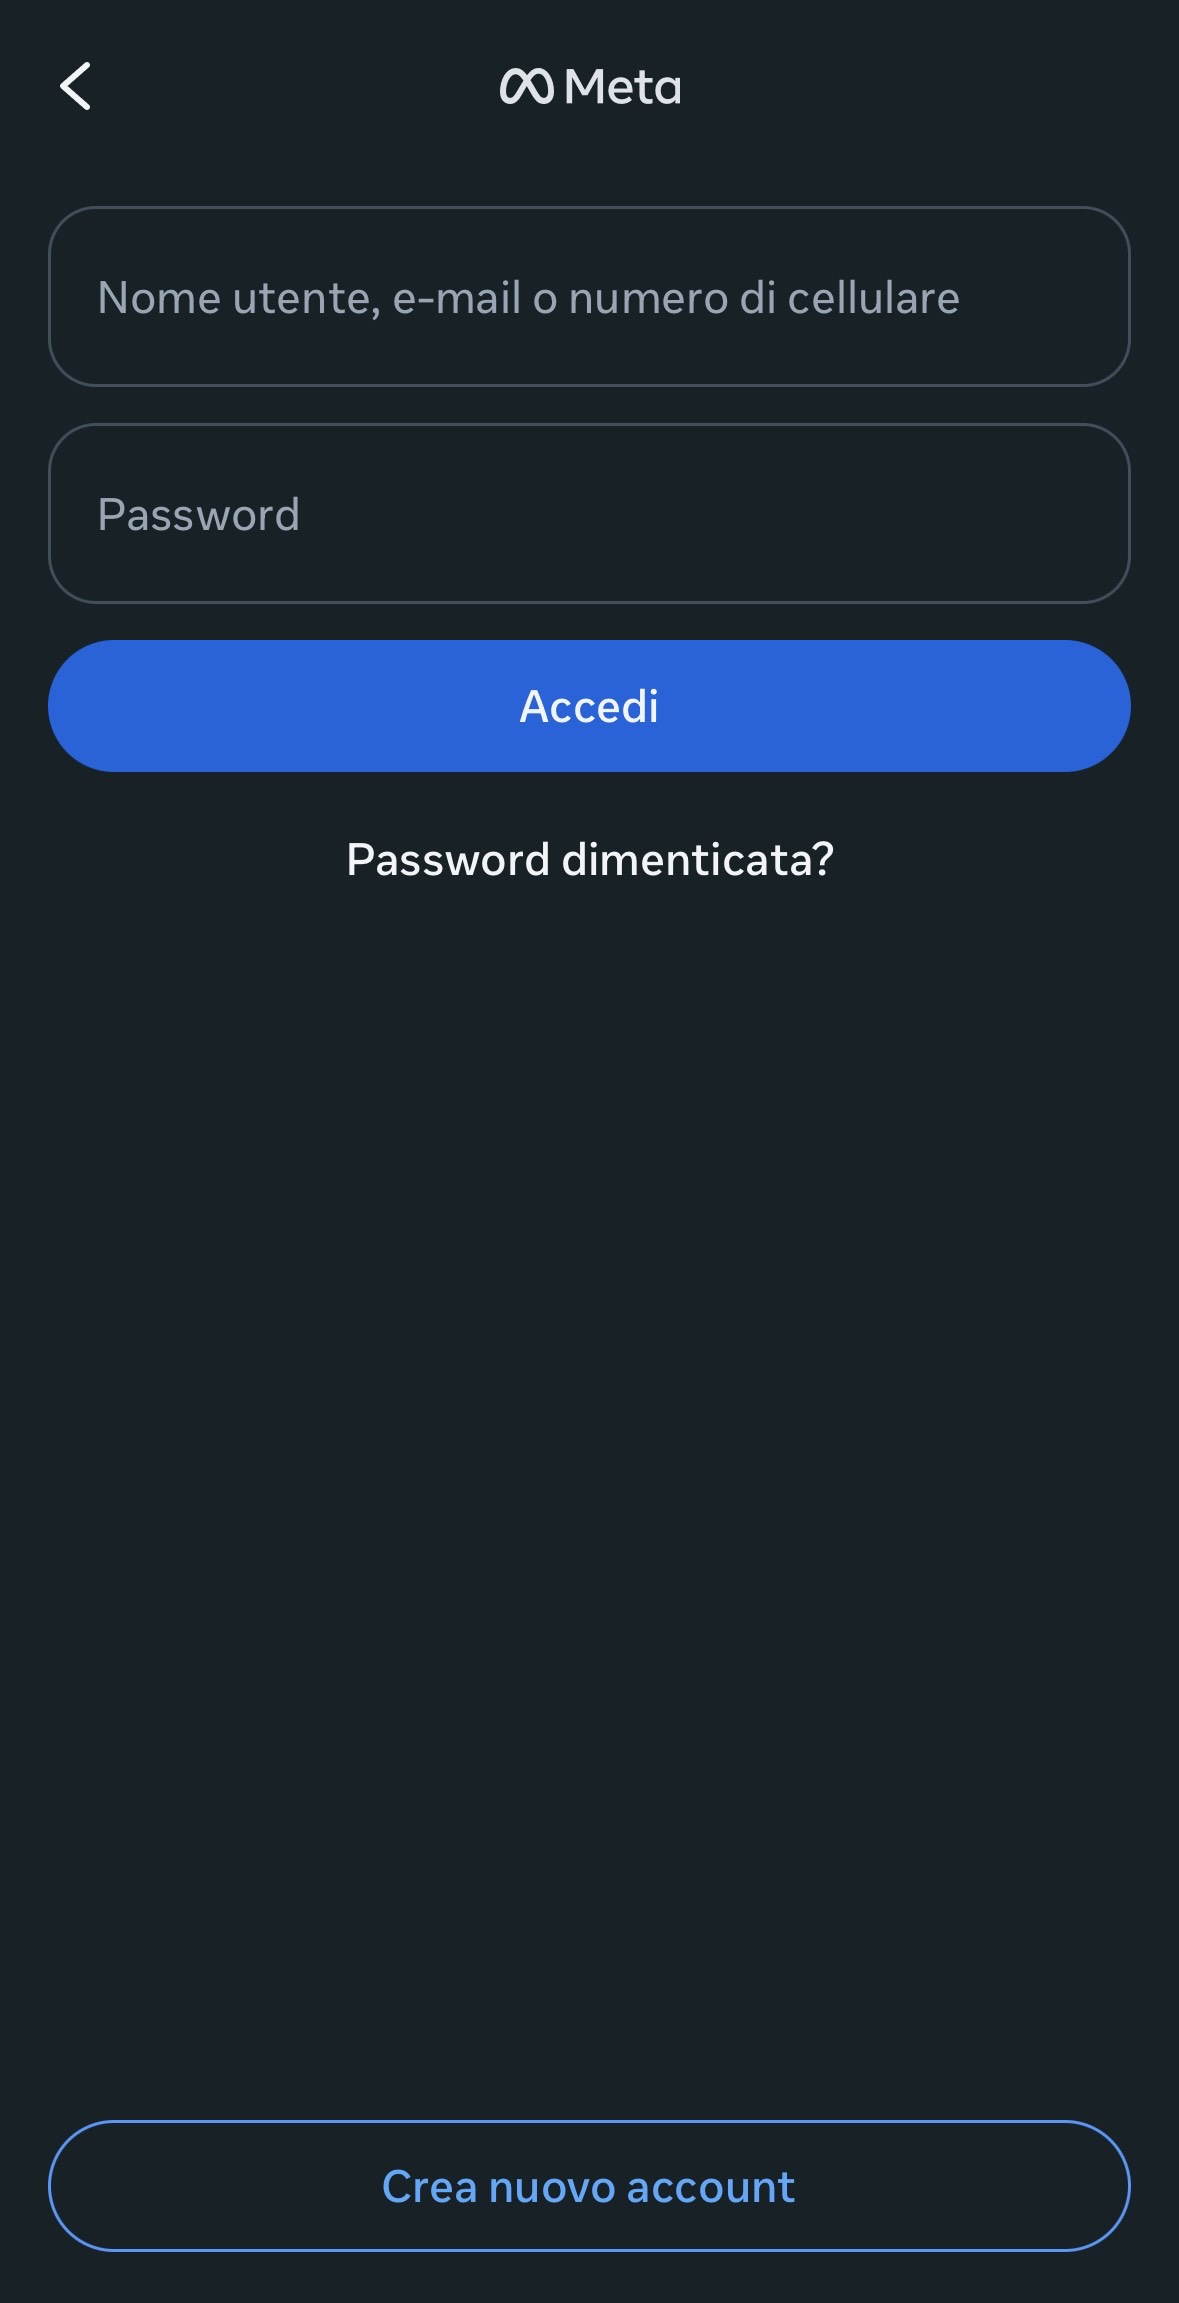 Meta
Nome utente, e-mail o numero di cellulare
Password
Accedi
Password dimenticata?
Crea nuovo account